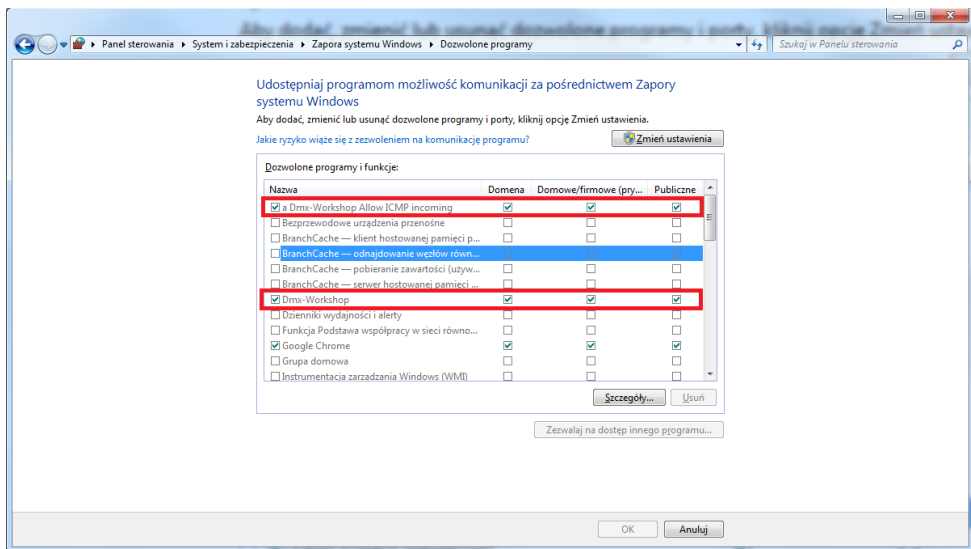 Panel sterowania ▸ System i zabezpieczenia ▸ Zapora systemu Windows ▸ Dozwolone programy
Szukaj w Panelu sterowania
Udostępniaj programom możliwość komunikacji za pośrednictwem Zapory
systemu Windows
Aby dodać, zmienić lub usunąć dozwolone programy i porty, kliknij opcję Zmień ustawienia.
Jakie ryzyko wiąże się z zezwoleniem na komunikację programu?
Zmień ustawienia
Dozwolone programy i funkcje:
Nazwa Domena Domowe/firmowe (pry... Publiczne
a Dmx-Workshop Allow ICMP incoming
Bezprzewodowe urządzenia przenośne
BranchCache — klient hostowanej pamięci p...
BranchCache — odnajdowanie węzłów równ...
BranchCache — pobieranie zawartości (używ...
BranchCache — serwer hostowanej pamięci ...
Dmx-Workshop
Dzienniki wydajności i alerty
Funkcja Podstawa współpracy w sieci równo...
Google Chrome
Grupa domowa
Instrumentacja zarządzania Windows (WMI)
Szczegóły... Usuń
Zezwalaj na dostęp innego programu...
OK Anuluj